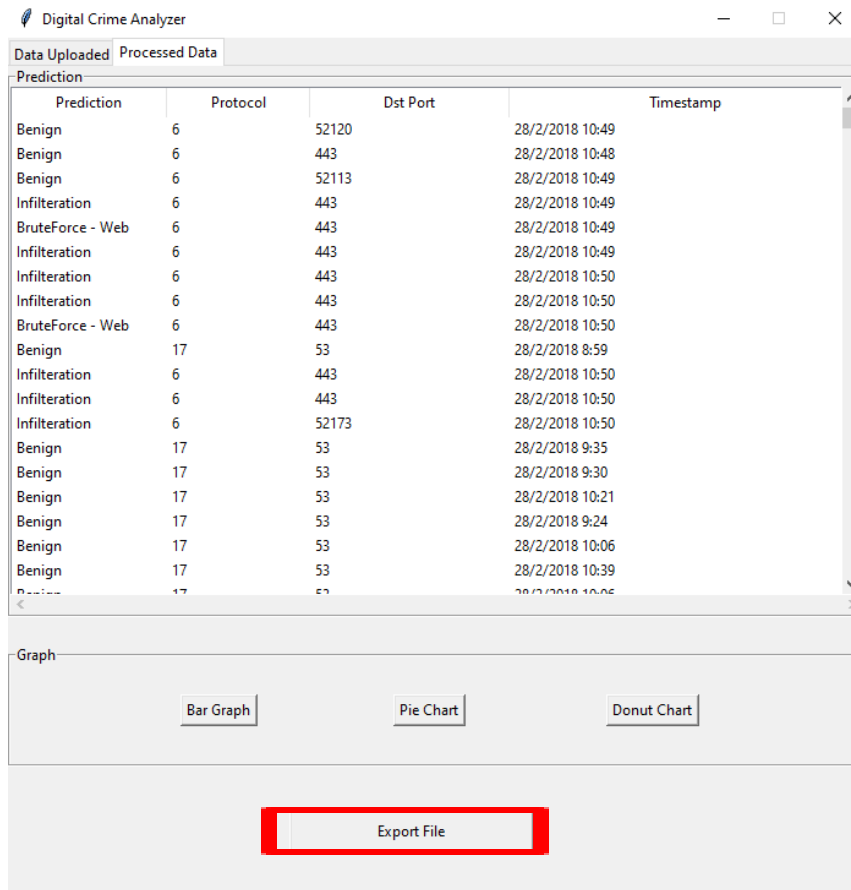 Digital Crime Analyzer
Data Uploaded Processed Data
Prediction
Prediction Protocol Dst Port Timestamp
Benign 6 52120 28/2/2018 10:49
Benign 6 443 28/2/2018 10:48
Benign 6 52113 28/2/2018 10:49
Infilteration 6 443 28/2/2018 10:49
BruteForce - Web 6 443 28/2/2018 10:49
Infilteration 6 443 28/2/2018 10:49
Infilteration 6 443 28/2/2018 10:50
Infilteration 6 443 28/2/2018 10:50
BruteForce - Web 6 443 28/2/2018 10:50
Benign 17 53 28/2/2018 8:59
Infilteration 6 443 28/2/2018 10:50
Infilteration 6 443 28/2/2018 10:50
Infilteration 6 52173 28/2/2018 10:50
Benign 17 53 28/2/2018 9:35
Benign 17 53 28/2/2018 9:30
Benign 17 53 28/2/2018 10:21
Benign 17 53 28/2/2018 9:24
Benign 17 53 28/2/2018 10:06
Benign 17 53 28/2/2018 10:39
Benign 17 53 28/2/2018 10:06
Graph
Bar Graph Pie Chart Donut Chart
Export File